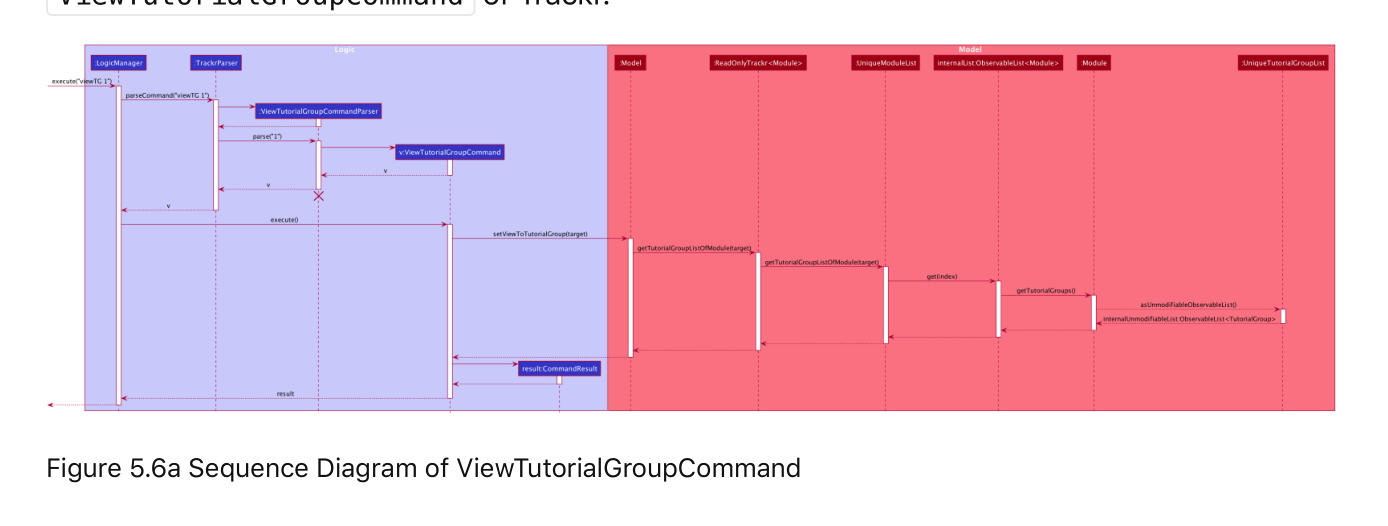 ViewTutorialGroupCommand of Trackr.
Logic
Model
:LogicManager
:TrackrParser
:Model
:ReadOnlyTrackr<Module>
:UniqueModuleList
internalList:ObservableList<Module>
:Module
:UniqueTutorialGroupList
execute("viewTG 1")
parseCommand("viewTG 1")
:ViewTutorialGroupCommandParser
parse("1")
v:ViewTutorialGroupCommand
v
v
v
execute()
setViewToTutorialGroup(target)
getTutorialGroupListOfModule(target)
getTutorialGroupListOfModule(target)
get(index)
getTutorialGroups()
asUnmodifiableObservableList()
internalUnmodifiableList:ObservableList<TutorialGroup>
result:CommandResult
result
Figure 5.6a Sequence Diagram of ViewTutorialGroupCommand